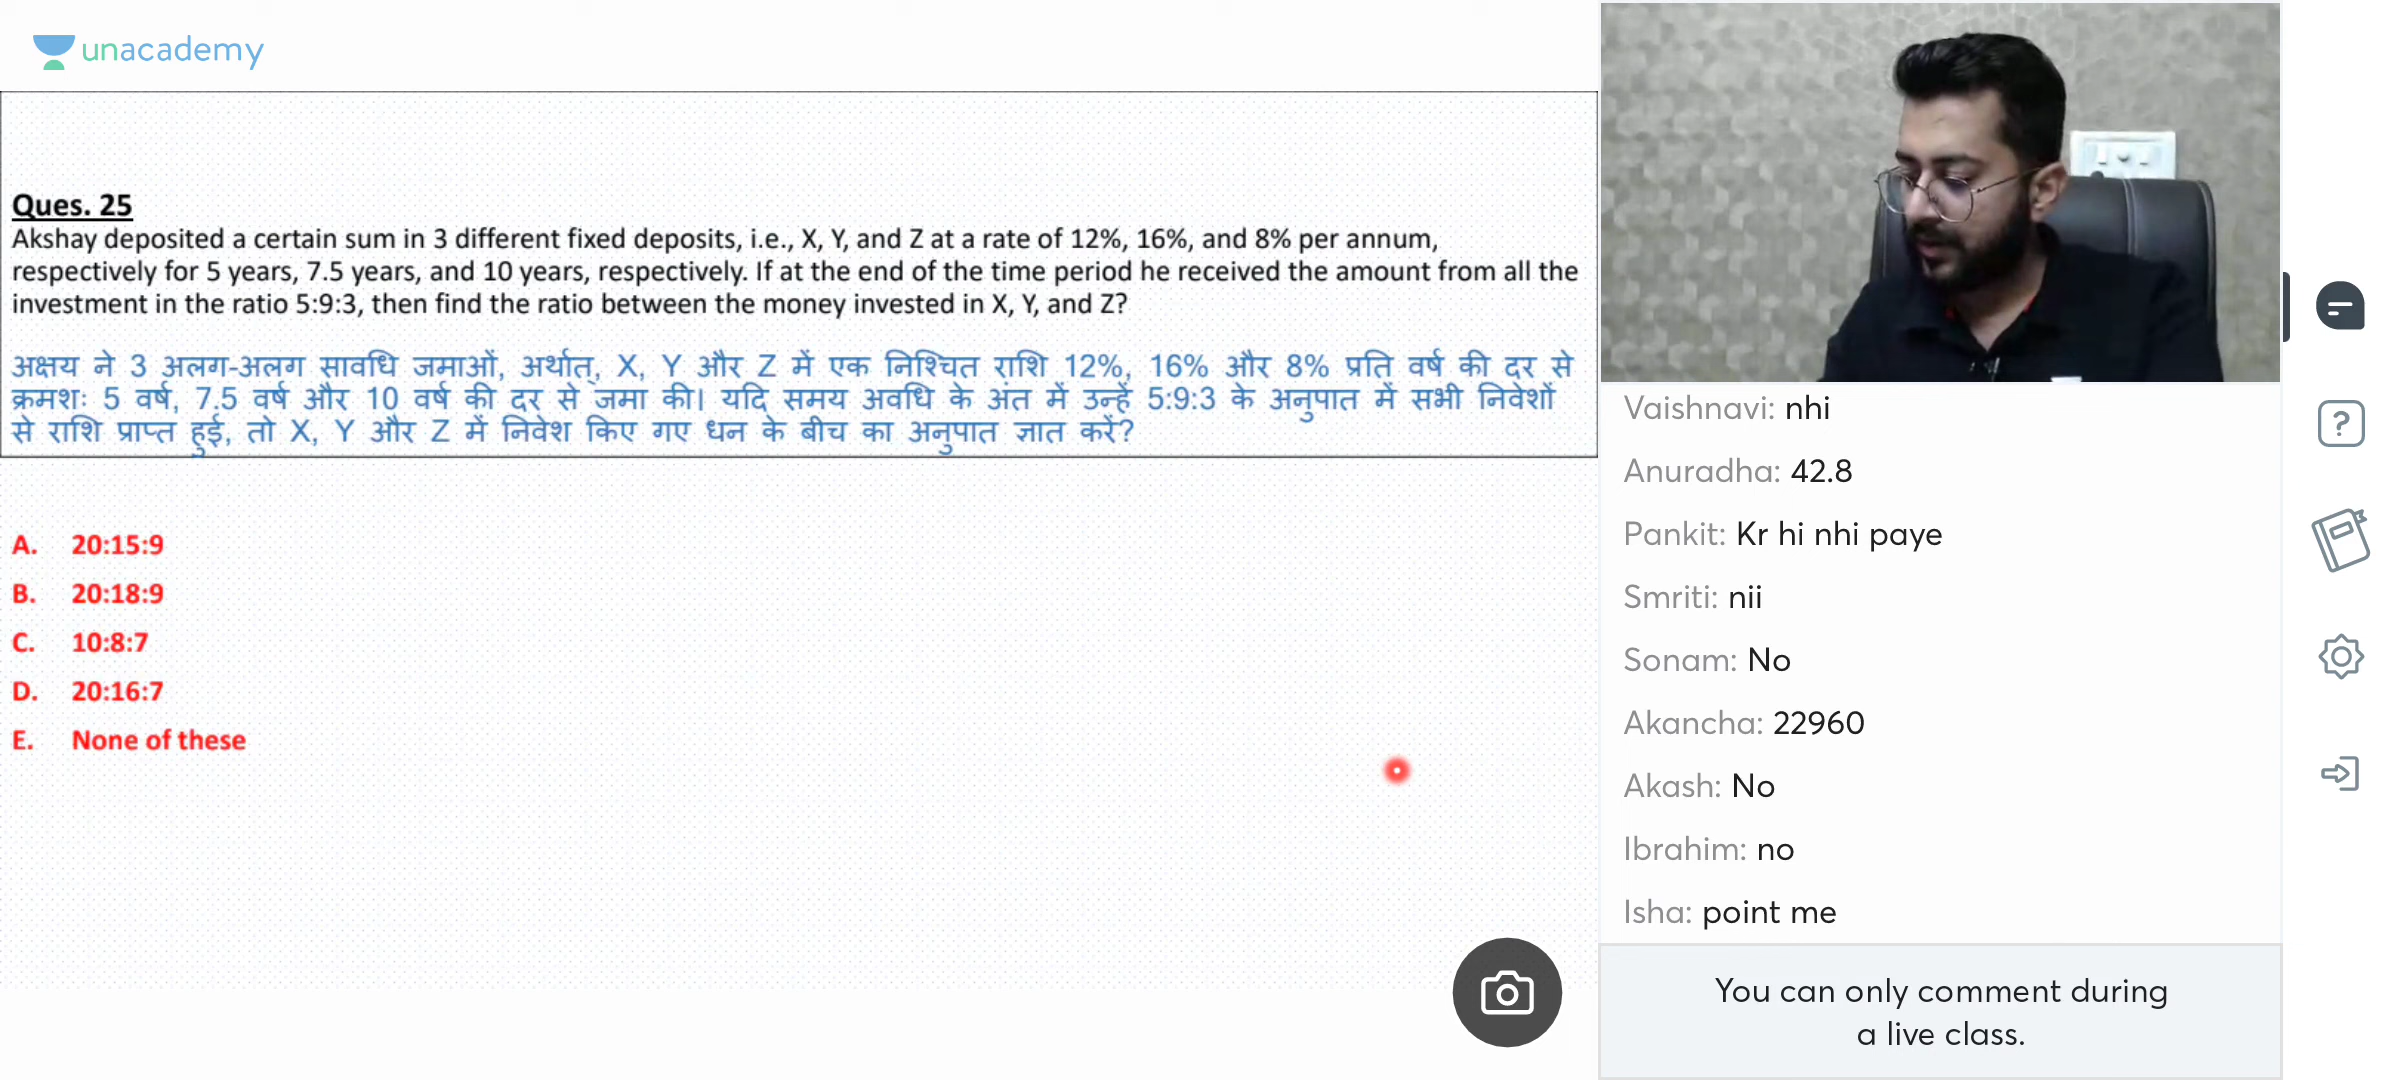 unacademy
Ques. 25
Akshay deposited a certain sum in 3 different fixed deposits, i.e., X, Y, and Z at a rate of 12%, 16%, and 8% per annum,
respectively for 5 years, 7.5 years, and 10 years, respectively. If at the end of the time period he received the amount from all the
investment in the ratio 5:9:3, then find the ratio between the money invested in X, Y, and Z?
अक्षय ने 3 अलग-अलग सावधि जमाओं, अर्थात्, X, Y और Z में एक निश्चित राशि 12%, 16% और 8% प्रति वर्ष की दर से
क्रमशः 5 वर्ष, 7.5 वर्ष और 10 वर्ष की दर से जमा की। यदि समय अवधि के अंत में उन्हें 5:9:3 के अनुपात में सभी निवेशों
से राशि प्राप्त हुई, तो X, Y और Z में निवेश किए गए धन के बीच का अनुपात ज्ञात करें?
A. 20:15:9
B. 20:18:9
C. 10:8:7
D. 20:16:7
E. None of these
Vaishnavi: nhi
Anuradha: 42.8
Pankit: Kr hi nhi paye
Smriti: nii
Sonam: No
Akancha: 22960
Akash: No
Ibrahim: no
Isha: point me
You can only comment during
a live class.